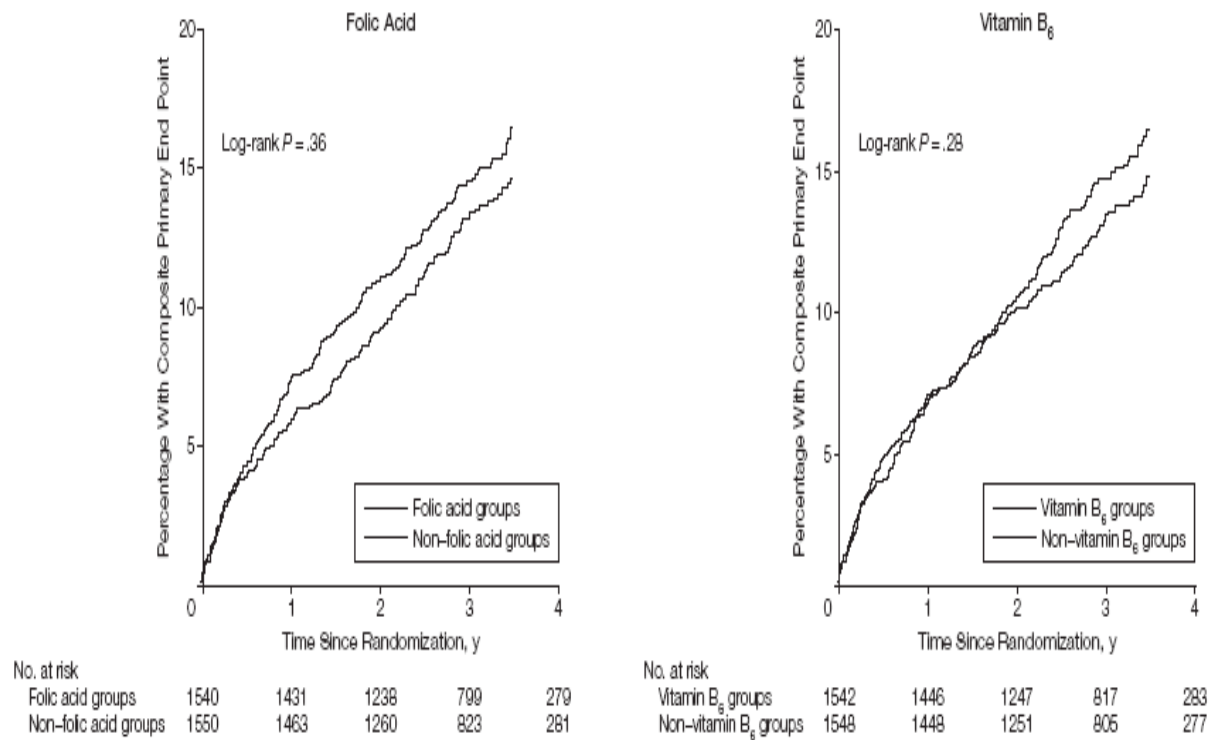 Folic Acid
20
15
10
5
Percentage With Composite Primary End Point
Log-rank P = .36
Folic acid groups
Non–folic acid groups
0 1 2 3 4
Time Since Randomization, y
No. at risk
Folic acid groups 1540 1431 1238 799 279
Non-folic acid groups 1550 1463 1260 823 281
Vitamin B6
20
15
10
5
Percentage With Composite Primary End Point
Log-rank P = .28
Vitamin B6 groups
Non–vitamin B6 groups
0 1 2 3 4
Time Since Randomization, y
No. at risk
Vitamin B6 groups 1542 1446 1247 817 283
Non-vitamin B6 groups 1548 1448 1251 805 277